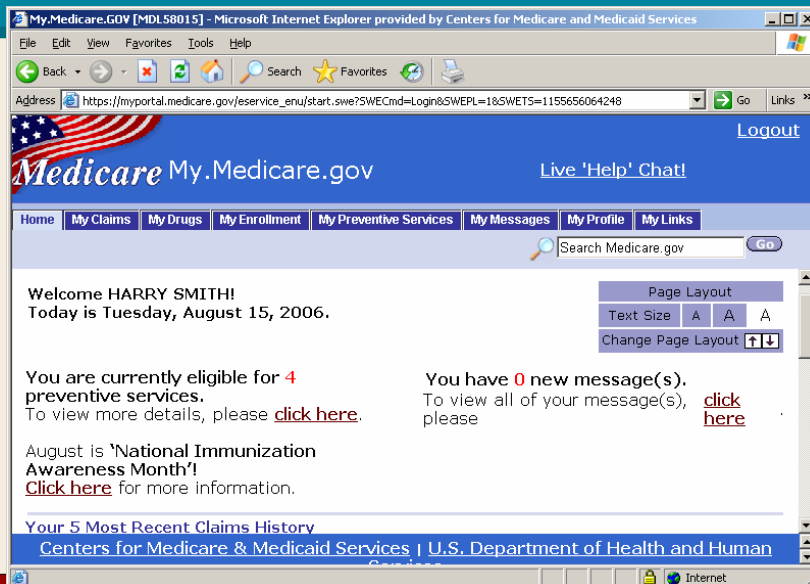 My.Medicare.GOV [MDL58015] - Microsoft Internet Explorer provided by Centers for Medicare and Medicaid Services
File Edit View Favorites Tools Help
Back Search Favorites
Address https://myportal.medicare.gov/eservice_enu/start.swe?SWECmd=Login&SWEPL=1&SWETS=1155656064248 Go Links »
Logout
Medicare My.Medicare.gov Live 'Help' Chat!
Home My Claims My Drugs My Enrollment My Preventive Services My Messages My Profile My Links
Search Medicare.gov Go
Welcome HARRY SMITH!
Today is Tuesday, August 15, 2006.
Page Layout
Text Size A A A
Change Page Layout
You are currently eligible for 4
preventive services.
To view more details, please click here.
You have 0 new message(s).
To view all of your message(s), click
please here .
August is 'National Immunization
Awareness Month'!
Click here for more information.
Your 5 Most Recent Claims History
Centers for Medicare & Medicaid Services | U.S. Department of Health and Human
Services
Internet